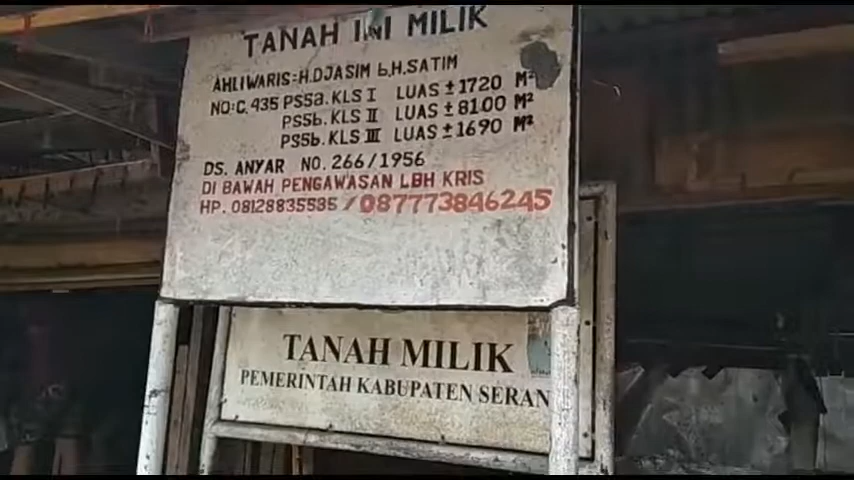 TANAH INI MILIK
AHLIWARIS=H.DJASIM b,H.SATIM
NO=C.435 PS5a.KLS I LUAS ±1720 M²
PS5b.KLS II LUAS ±8100 M²
PS5b.KLS III LUAS ±1690 M²
DS. ANYAR NO.266/1956
DI BAWAH PENGAWASAN LBH KRIS
HP.081288355585/087773846245
TANAH MILIK
PEMERINTAH KABUPATEN SERAN